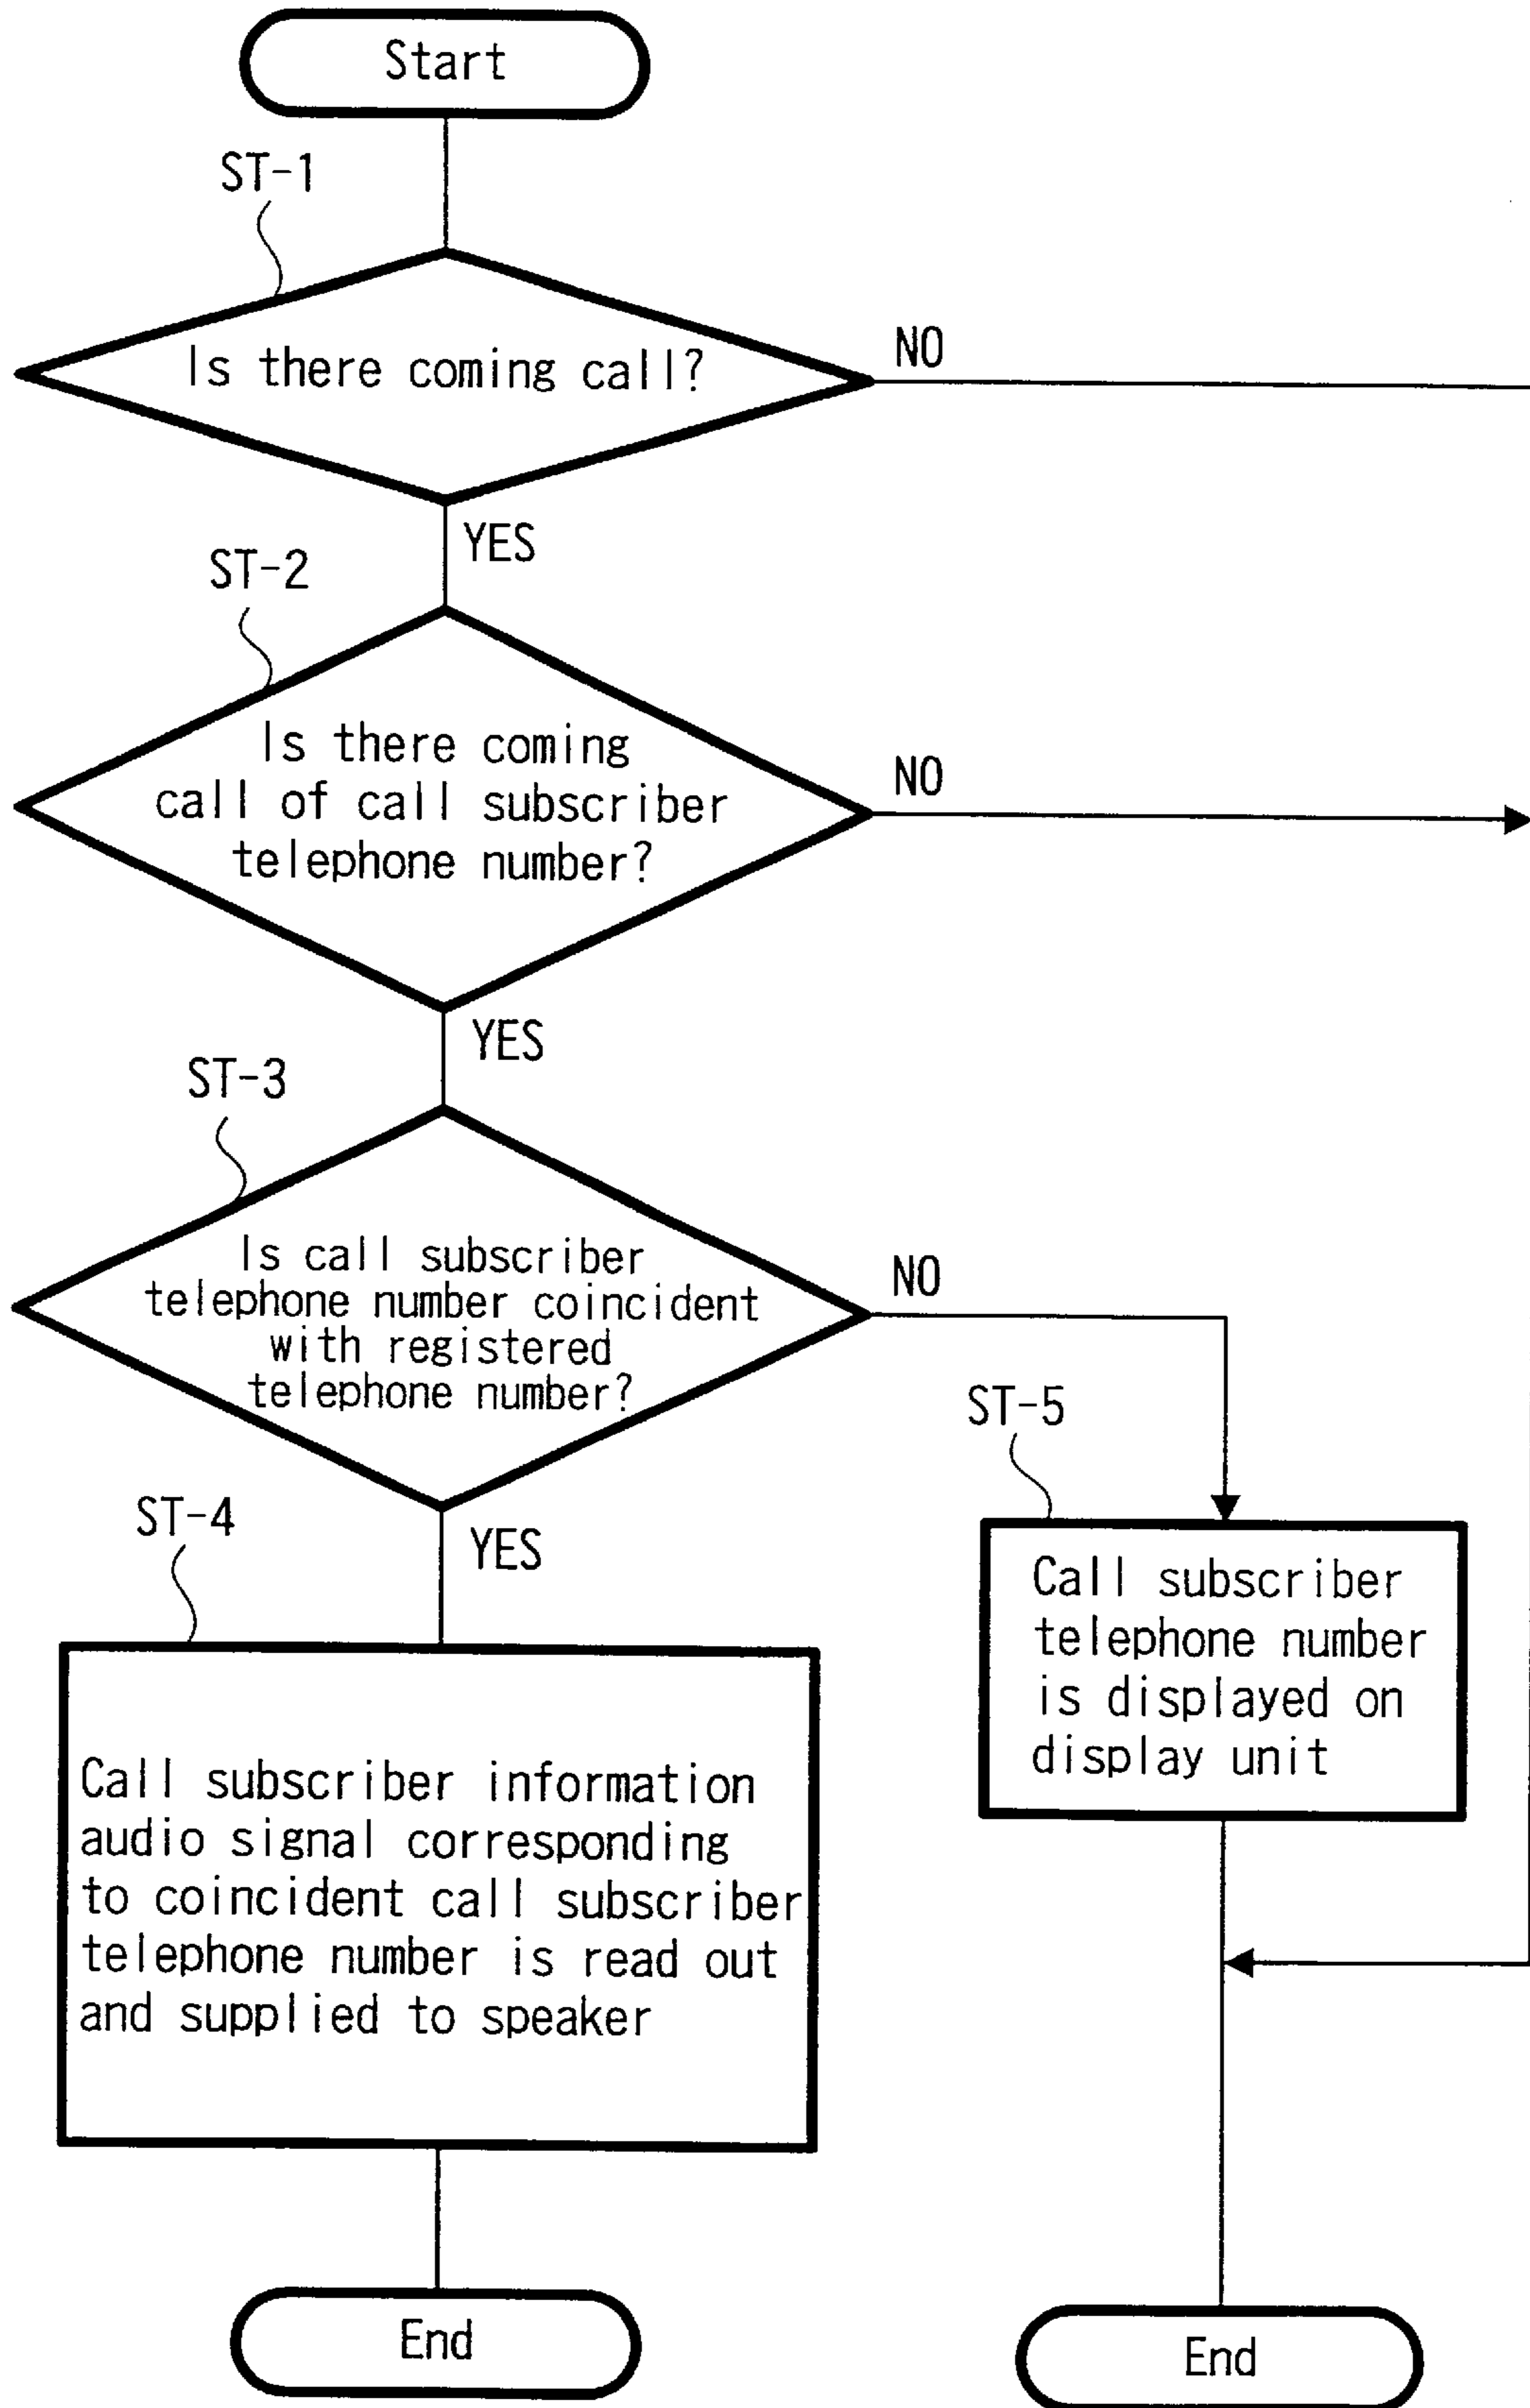 Start
ST-1
Is there coming call?
NO
YES
ST-2
Is there coming
call of call subscriber
telephone number?
NO
YES
ST-3
Is call subscriber
telephone number coincident
with registered
telephone number?
NO
YES
ST-4
Call subscriber information
audio signal corresponding
to coincident call subscriber
telephone number is read out
and supplied to speaker
End
ST-5
Call subscriber
telephone number
is displayed on
display unit
End